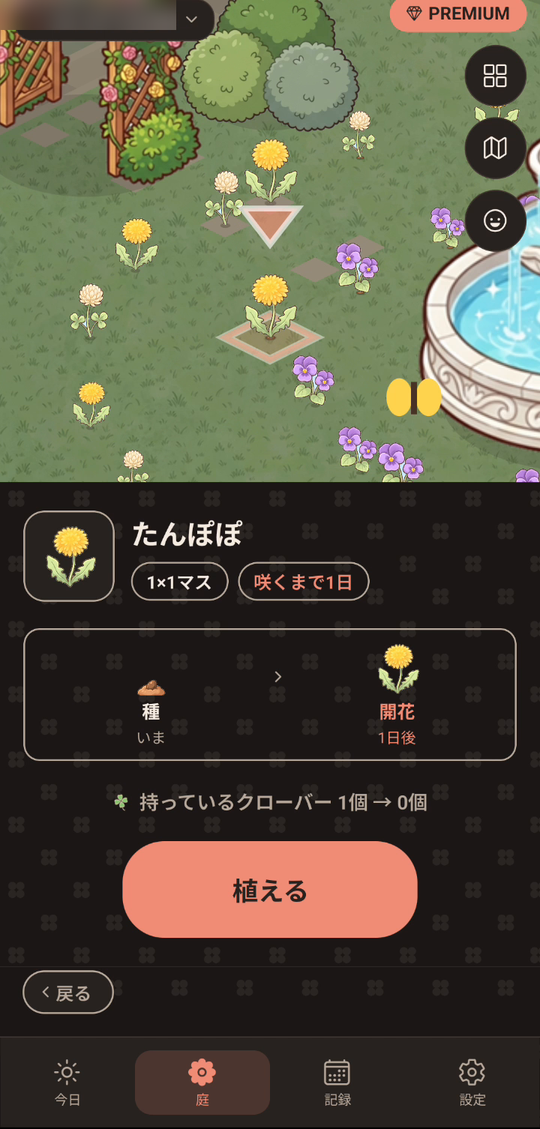 PREMIUM
たんぽぽ
1×1マス
咲くまで1日
種
いま
開花
1日後
持っているクローバー 1個 → 0個
植える
戻る
今日
庭
記録
設定